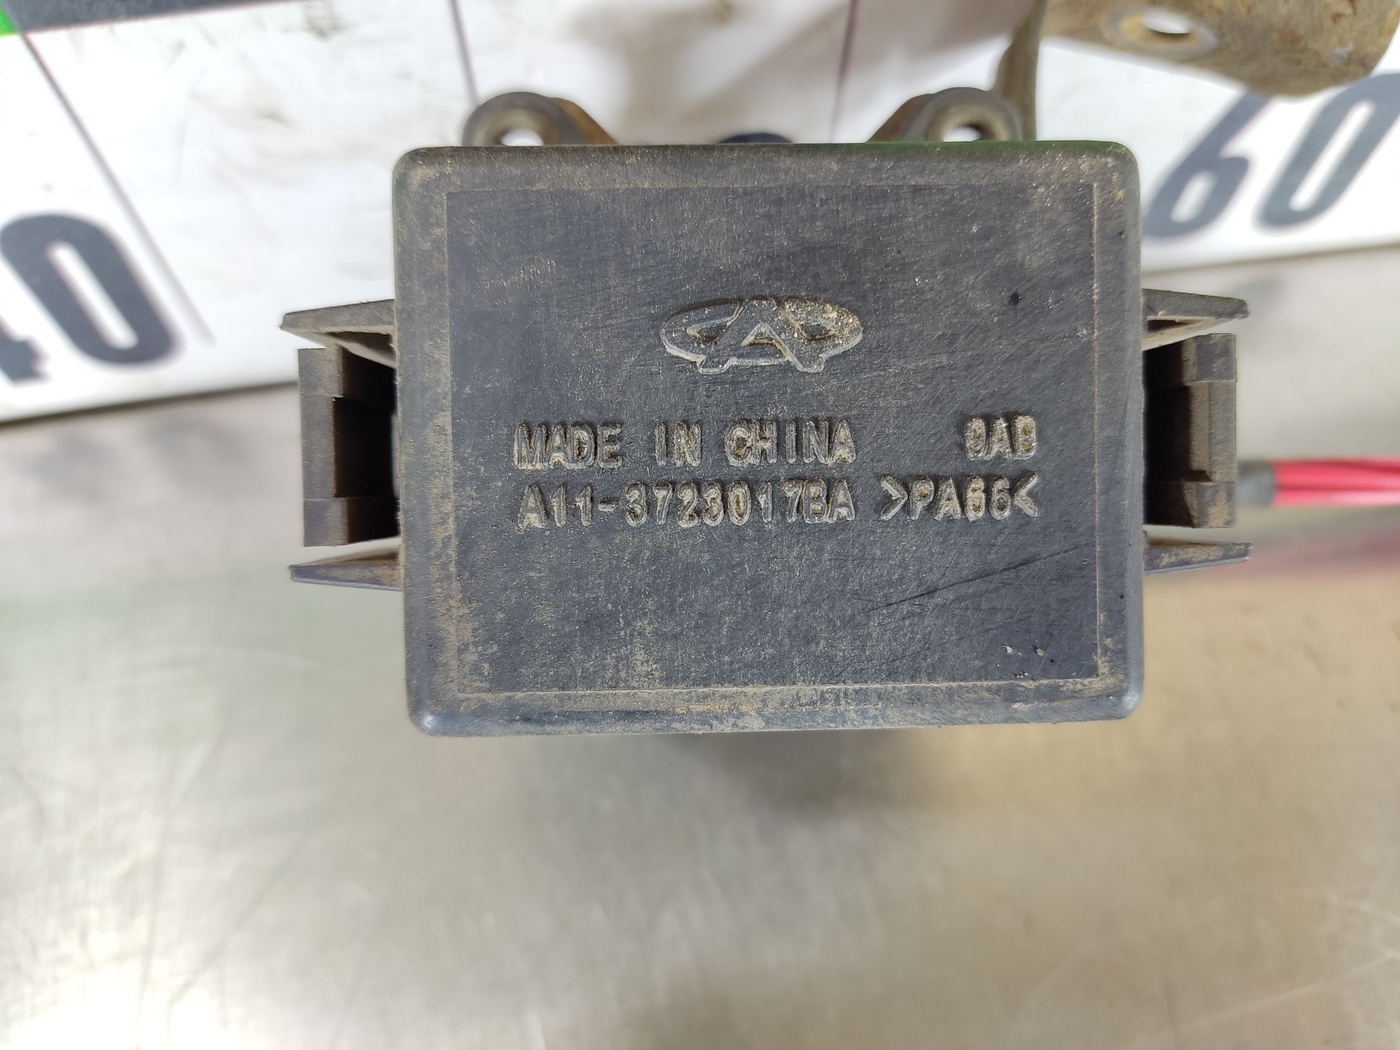 40
60
MADE IN CHINA 9AB
A11-3723017BA >PA66<